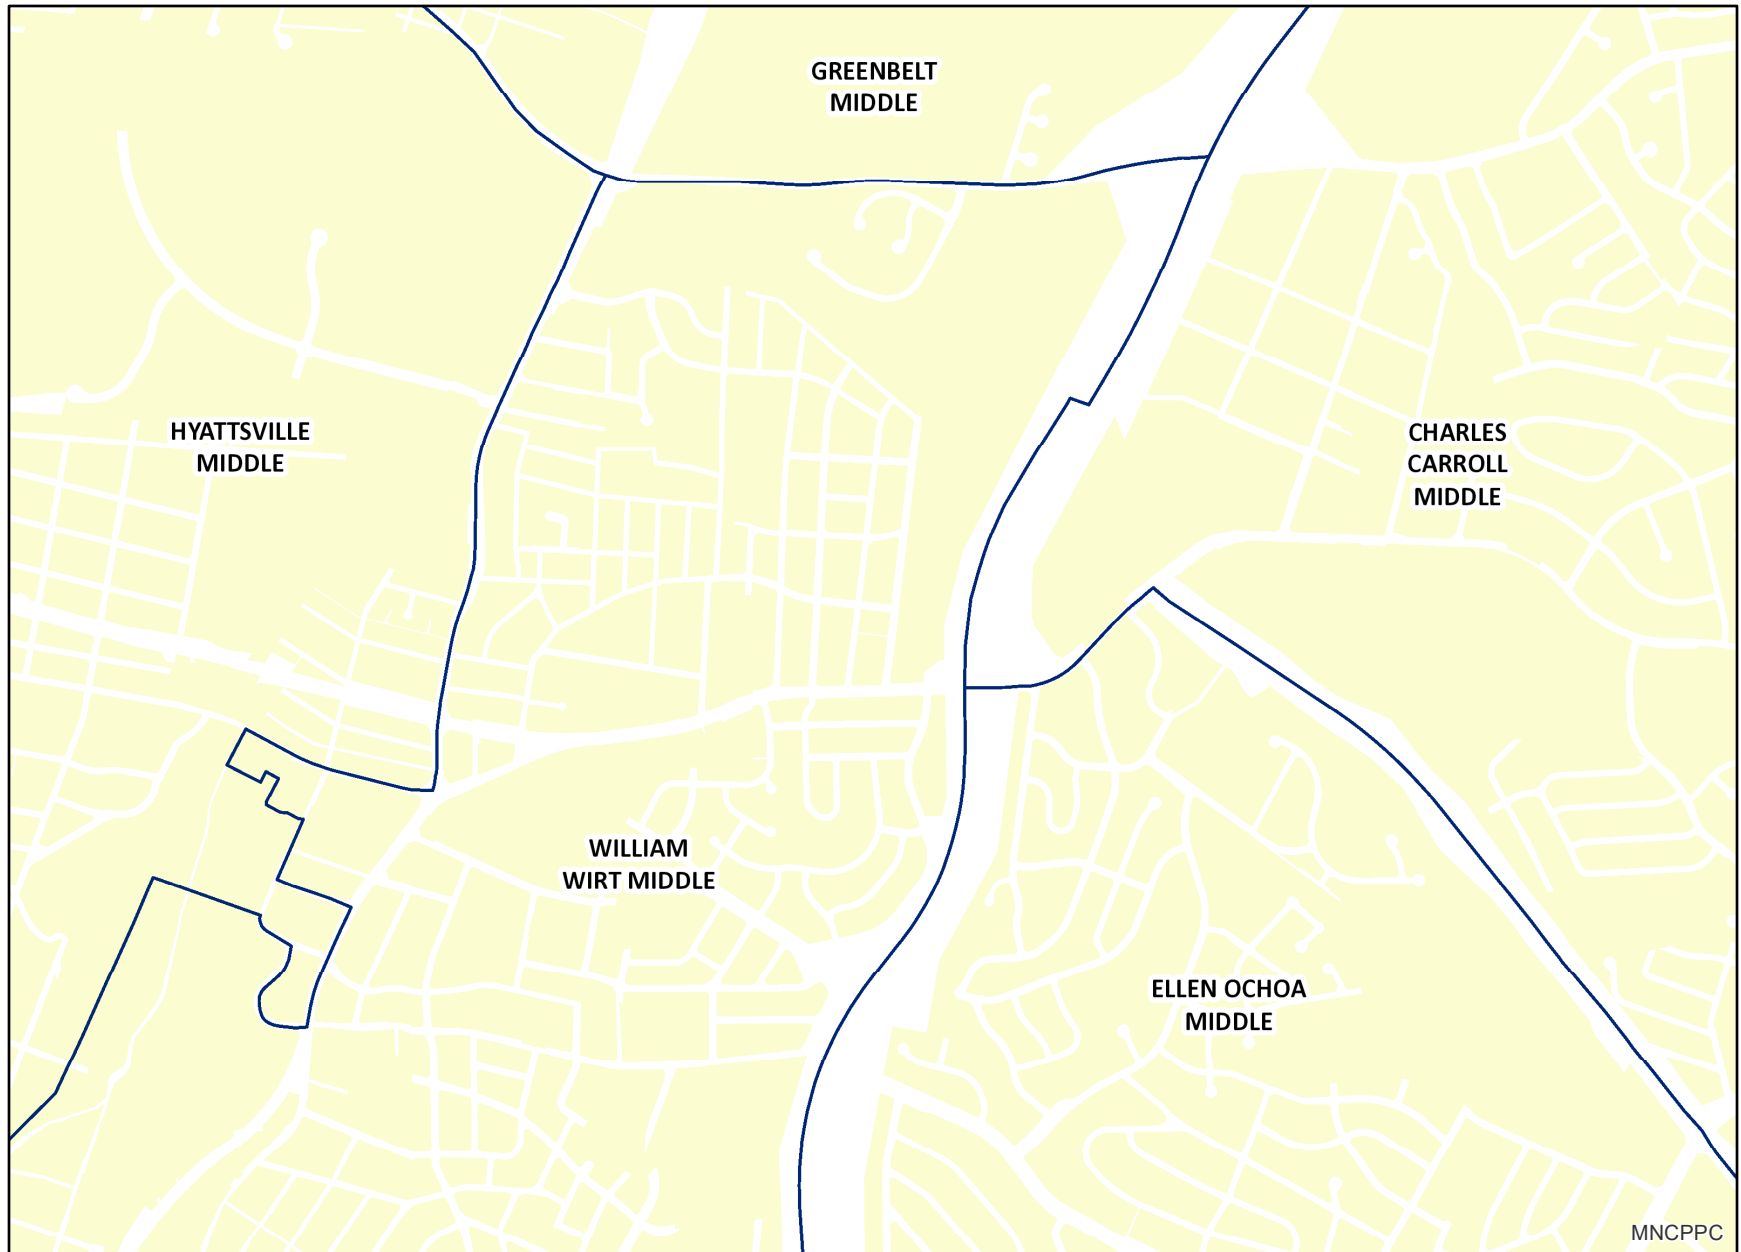 GREENBELT
MIDDLE
HYATTSVILLE
MIDDLE
CHARLES
CARROLL
MIDDLE
WILLIAM
WIRT MIDDLE
ELLEN OCHOA
MIDDLE
MNCPPC